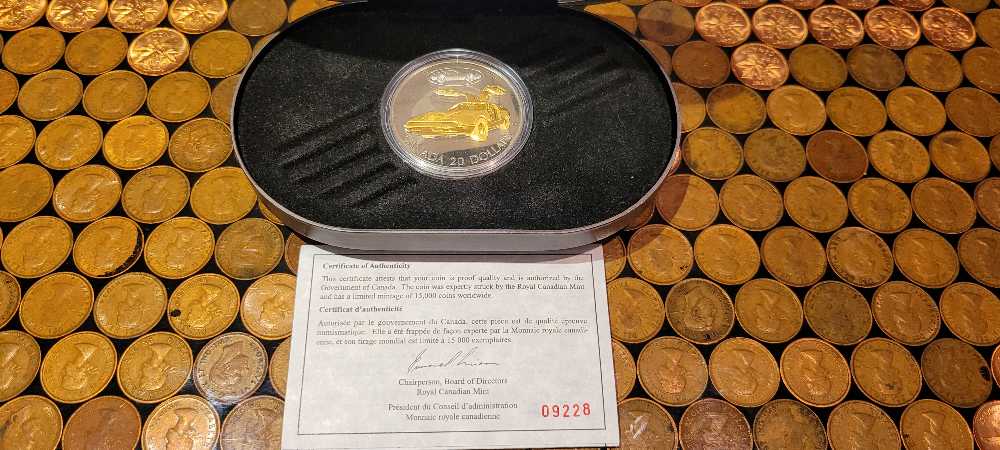 CANADA 20 DOLLARS
Certificate of Authenticity
This certificate attests that your coin is proof quality and is authorized by the
Government of Canada. The coin was expertly struck by the Royal Canadian Mint
and has a limited mintage of 15,000 coins worldwide.
Certificat d'authenticité
Autorisée par le gouvernement du Canada, cette pièce est de qualité épreuve
numismatique. Elle a été frappée de façon experte par la Monnaie royale canadi-
enne, et son tirage mondial est limité à 15 000 exemplaires.
Chairperson, Board of Directors
Royal Canadian Mint
Président du Conseil d'administration
Monnaie royale canadienne
09228